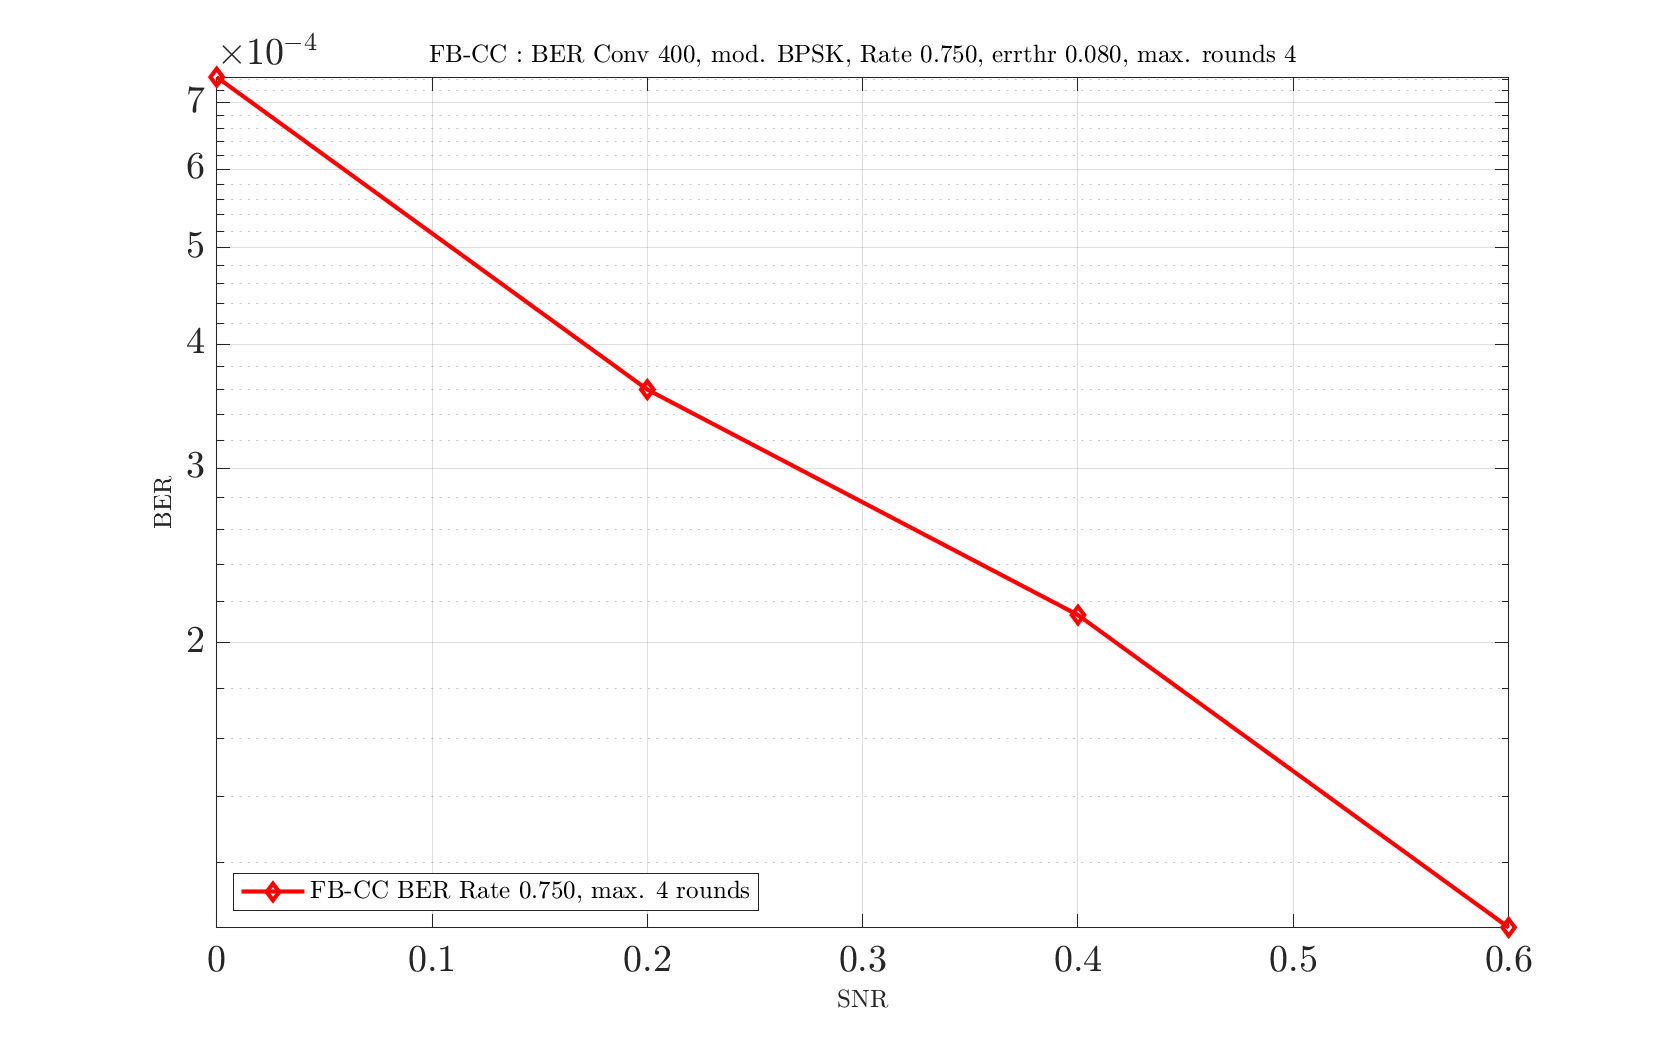 ×10⁻⁴
FB-CC : BER Conv 400, mod. BPSK, Rate 0.750, errthr 0.080, max. rounds 4
7
6
5
4
3
2
BER
FB-CC BER Rate 0.750, max. 4 rounds
0 0.1 0.2 0.3 0.4 0.5 0.6
SNR